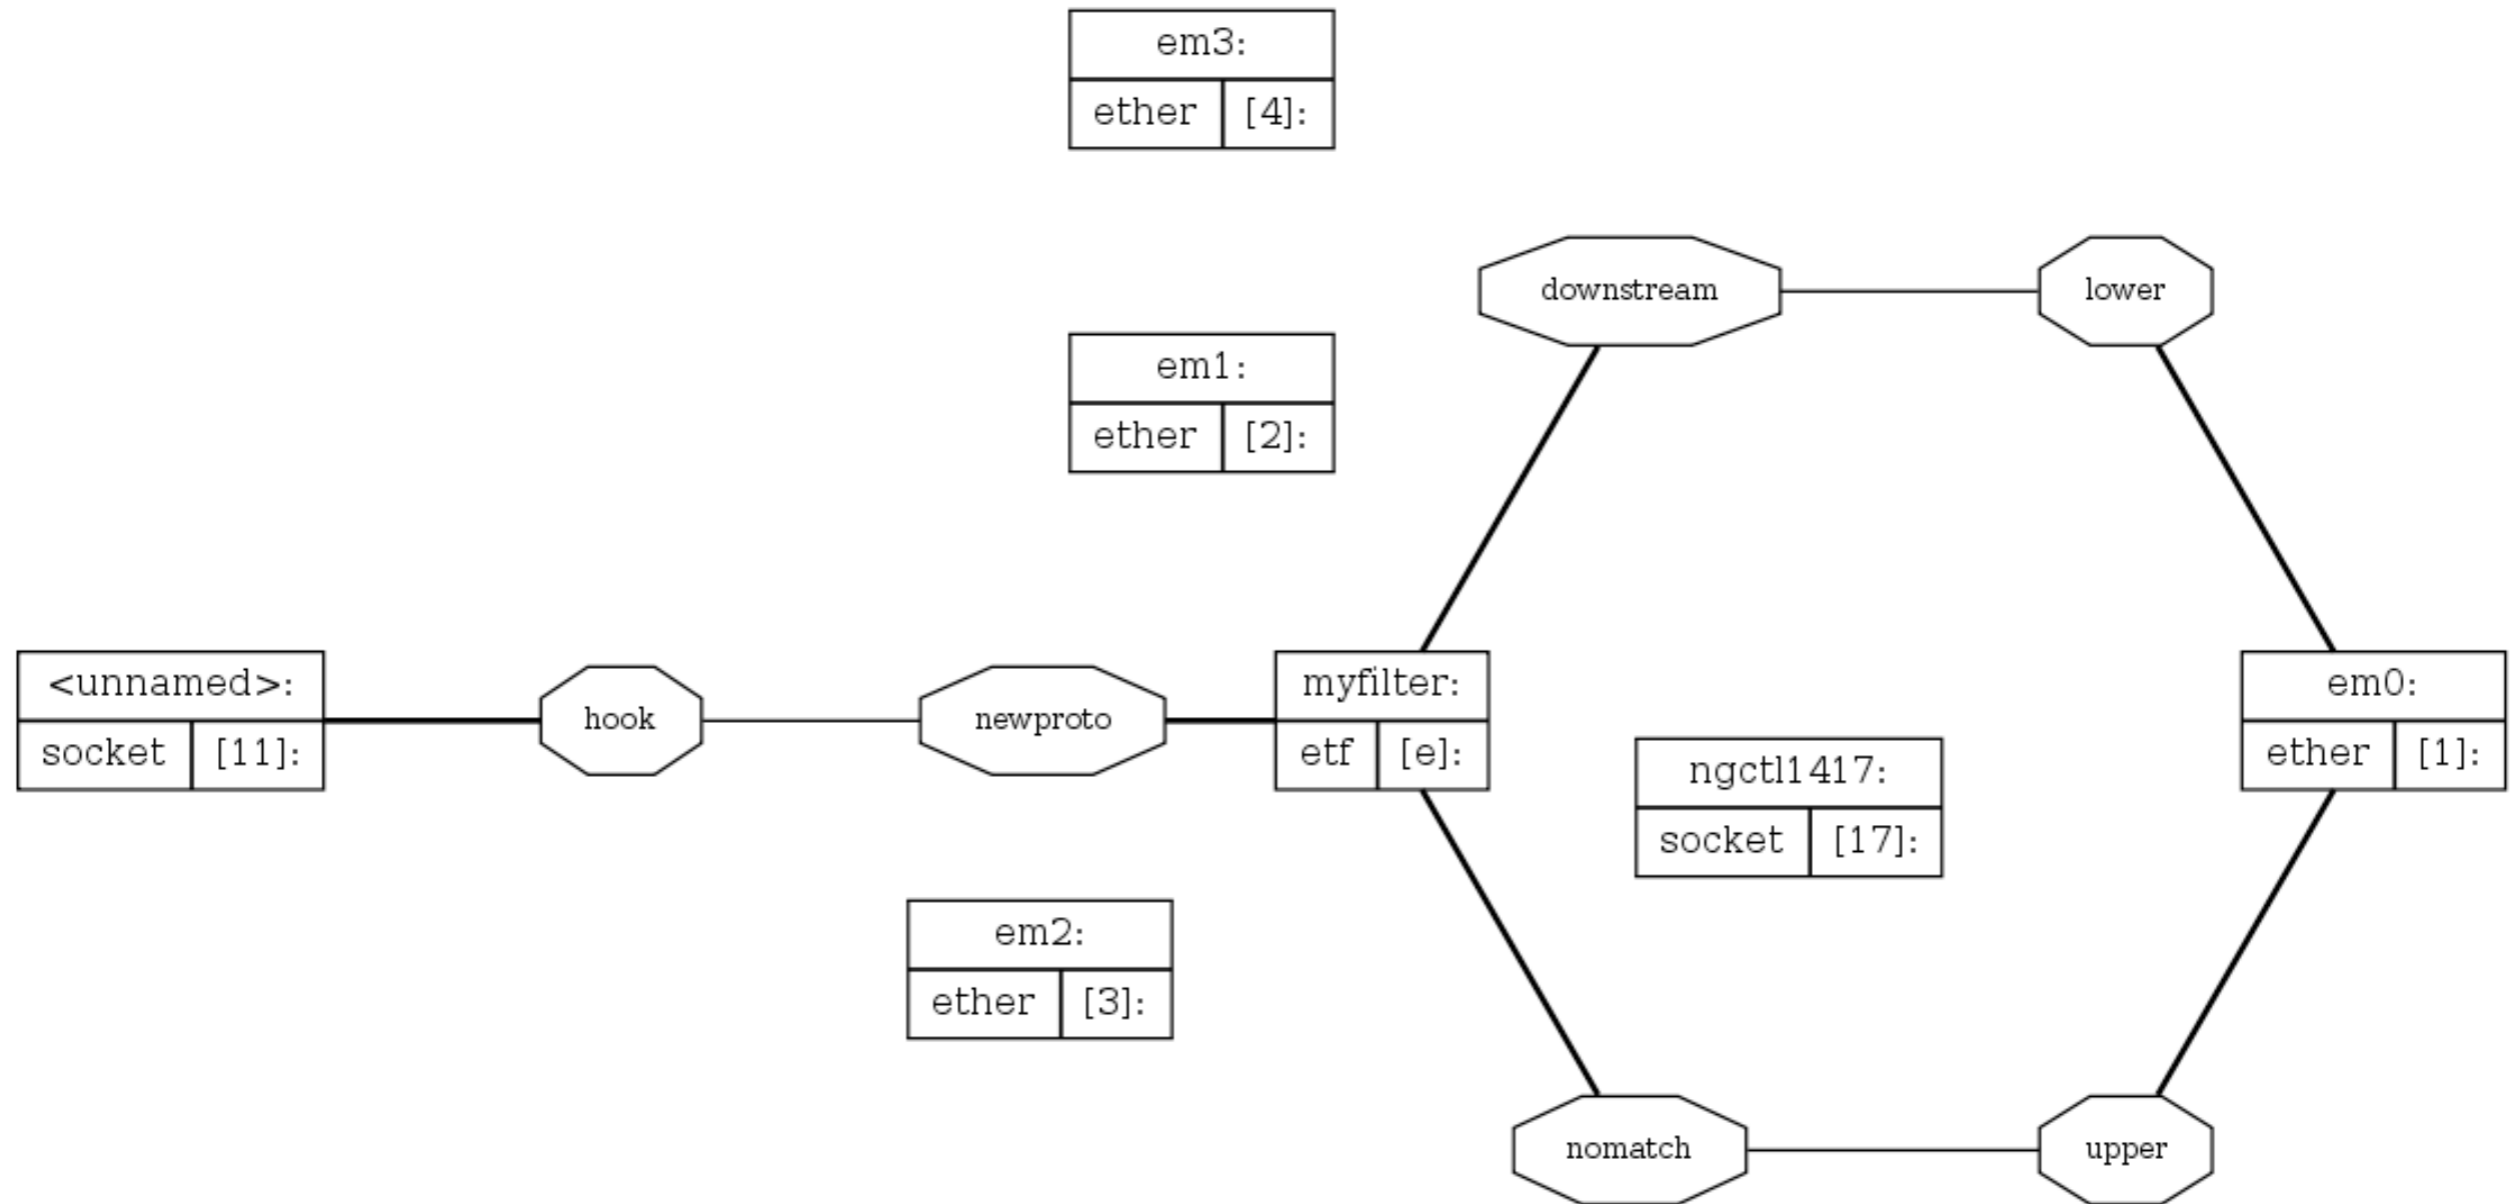 em3:
ether [4]:
downstream
lower
em1:
ether [2]:
<unnamed>:
socket [11]:
hook
newproto
myfilter:
etf [e]:
ngctl1417:
socket [17]:
em0:
ether [1]:
em2:
ether [3]:
nomatch
upper